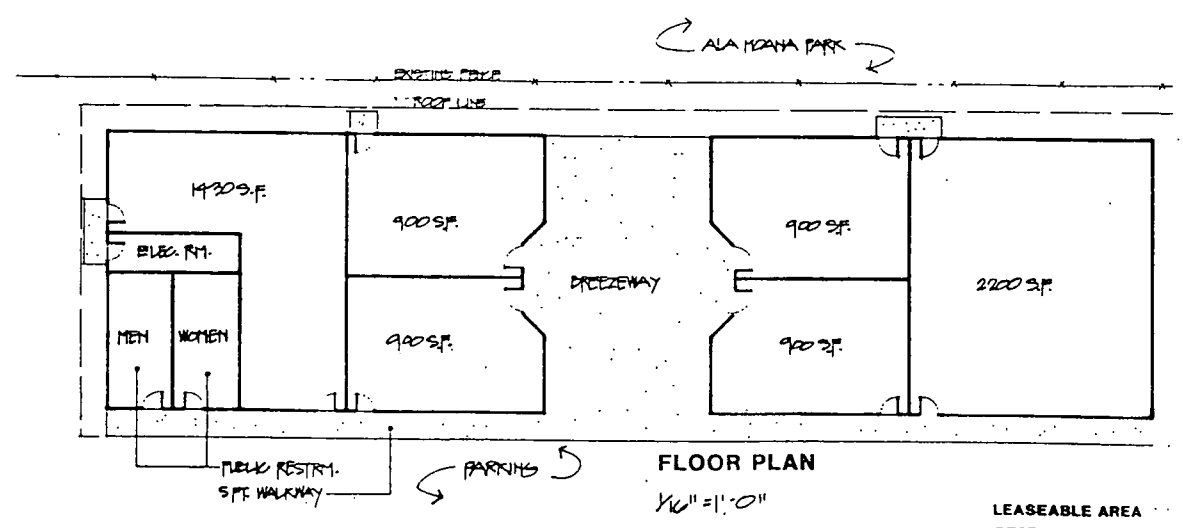 ALA MOANA PARK
EXISTING FENCE
ROOF LINE
1430 S.F.
900 S.F.
900 S.F.
ELEC. RM.
BREEZEWAY
2200 S.F.
MEN
WOMEN
900 S.F.
900 S.F.
PUBLIC RESTRM.
PARKING
5 FT. WALKWAY
FLOOR PLAN
1/16" = 1'-0"
LEASEABLE AREA